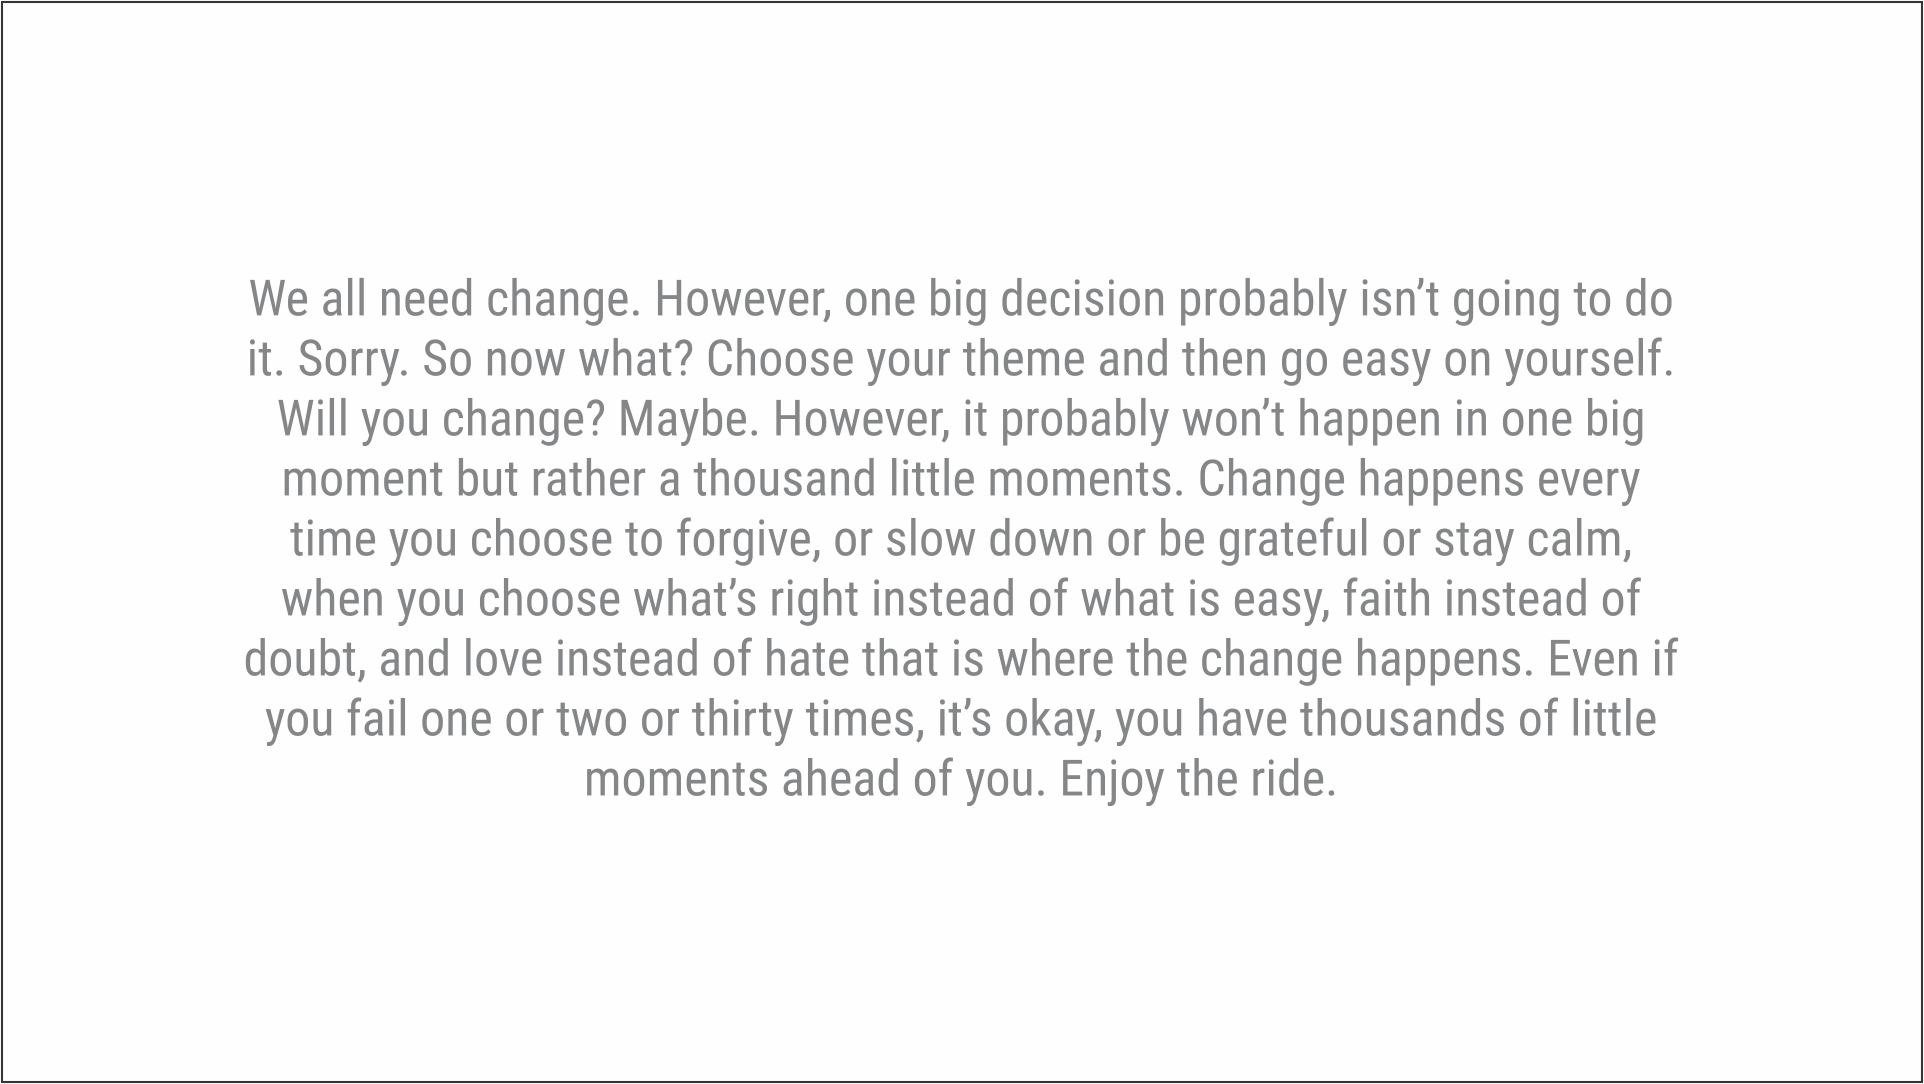 We all need change. However, one big decision probably isn’t going to do
it. Sorry. So now what? Choose your theme and then go easy on yourself.
Will you change? Maybe. However, it probably won’t happen in one big
moment but rather a thousand little moments. Change happens every
time you choose to forgive, or slow down or be grateful or stay calm,
when you choose what’s right instead of what is easy, faith instead of
doubt, and love instead of hate that is where the change happens. Even if
you fail one or two or thirty times, it’s okay, you have thousands of little
moments ahead of you. Enjoy the ride.